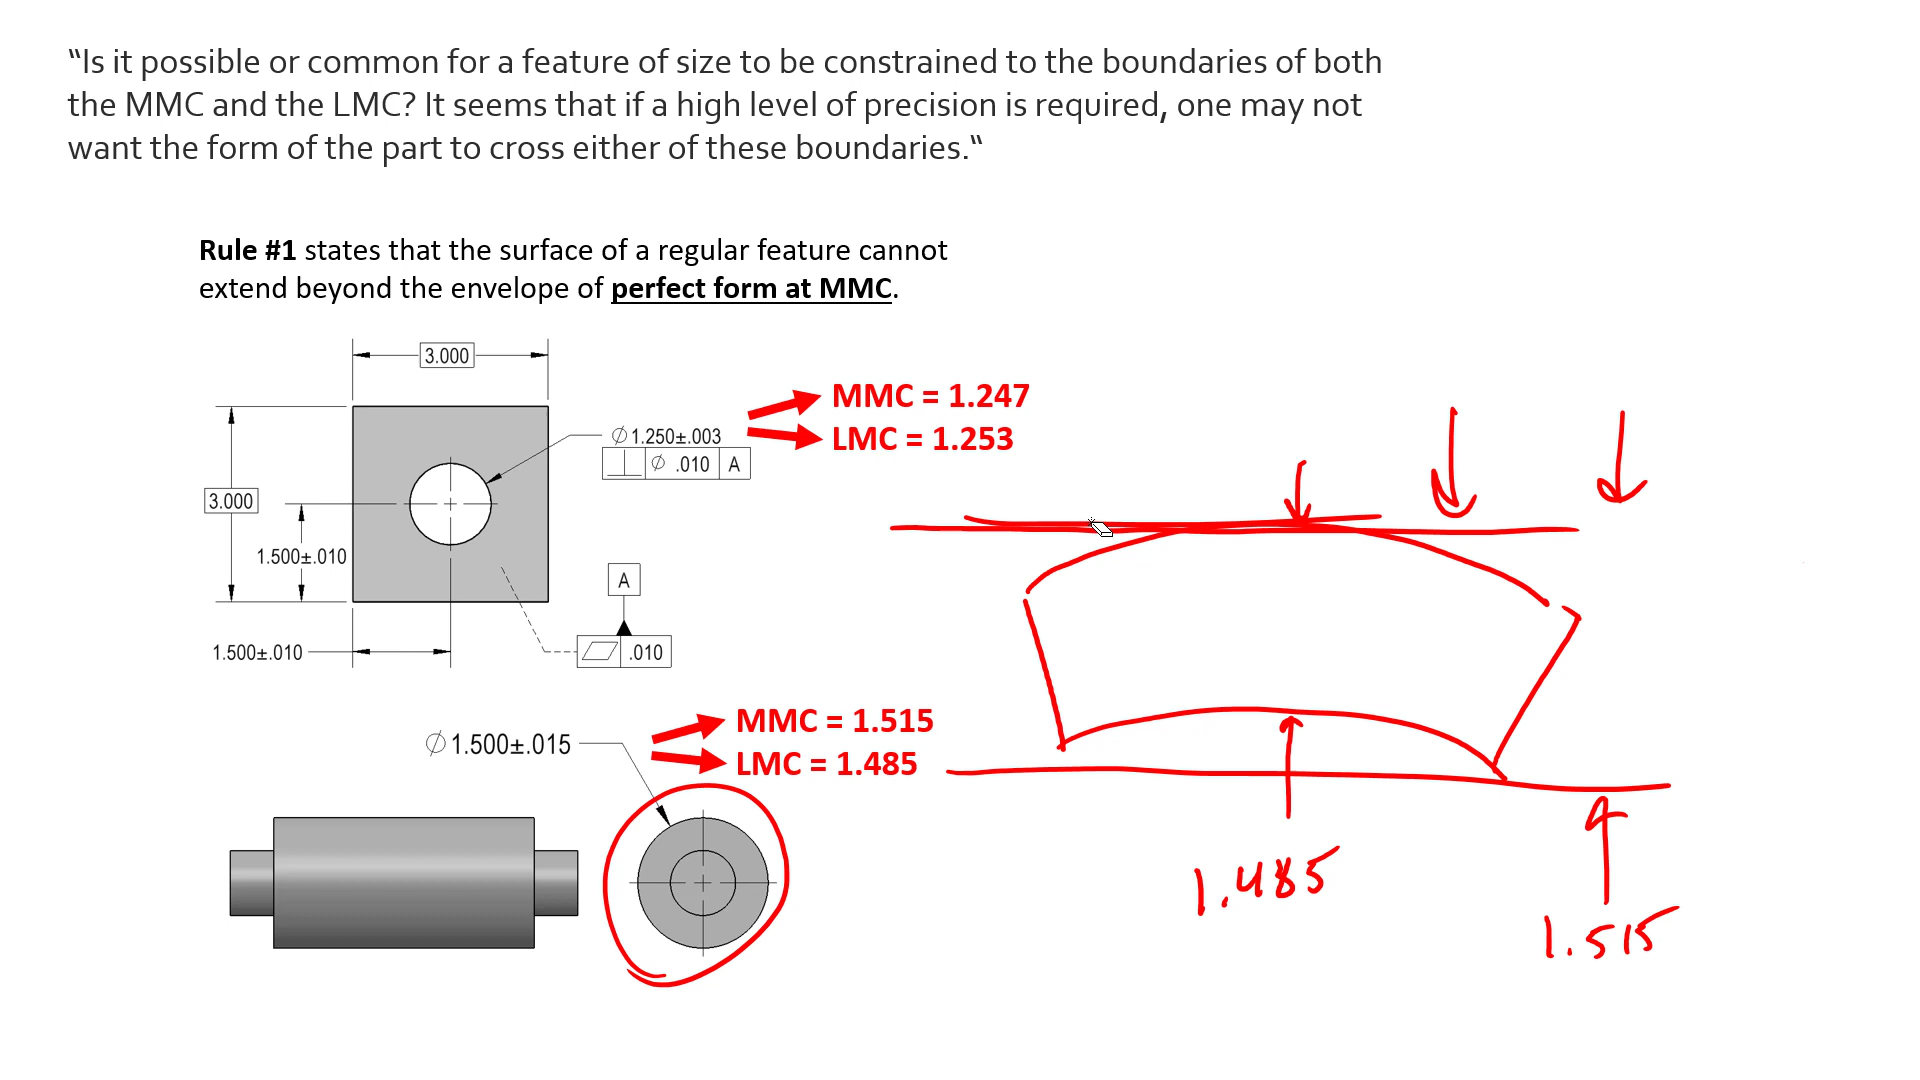 “Is it possible or common for a feature of size to be constrained to the boundaries of both
the MMC and the LMC? It seems that if a high level of precision is required, one may not
want the form of the part to cross either of these boundaries.“
Rule #1 states that the surface of a regular feature cannot
extend beyond the envelope of perfect form at MMC.
3.000
MMC = 1.247
∅1.250±.003
LMC = 1.253
∅ .010 A
3.000
1.500±.010
A
1.500±.010
.010
MMC = 1.515
∅1.500±.015
LMC = 1.485
1.485
1.515